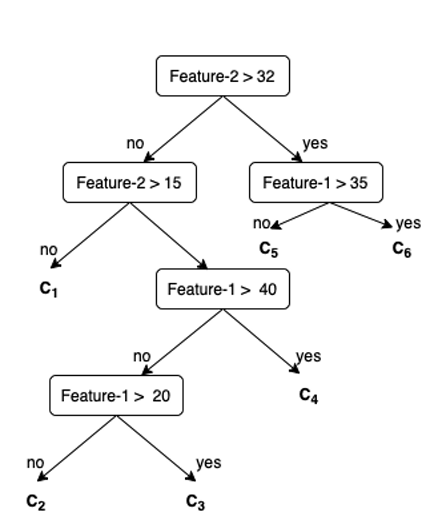 Feature-2 > 32
no yes
Feature-2 > 15 Feature-1 > 35
no yes
no C5 C6
C1 Feature-1 > 40
no yes
Feature-1 > 20 C4
no yes
C2 C3